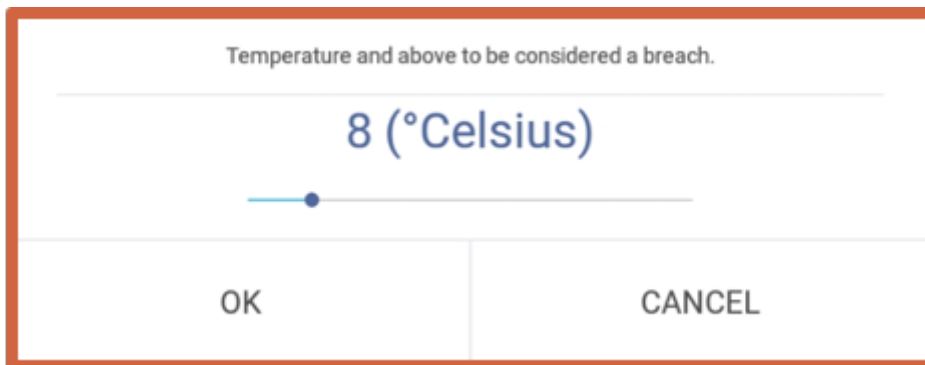 Temperature and above to be considered a breach.
8 (°Celsius)
OK
CANCEL